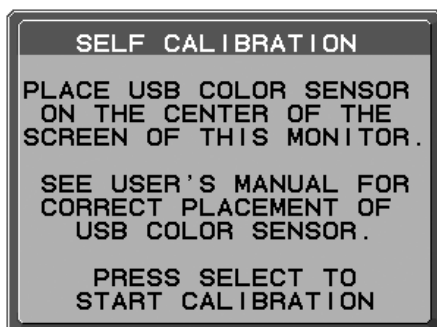 SELF CALIBRATION
PLACE USB COLOR SENSOR
ON THE CENTER OF THE
SCREEN OF THIS MONITOR.
SEE USER'S MANUAL FOR
CORRECT PLACEMENT OF
USB COLOR SENSOR.
PRESS SELECT TO
START CALIBRATION